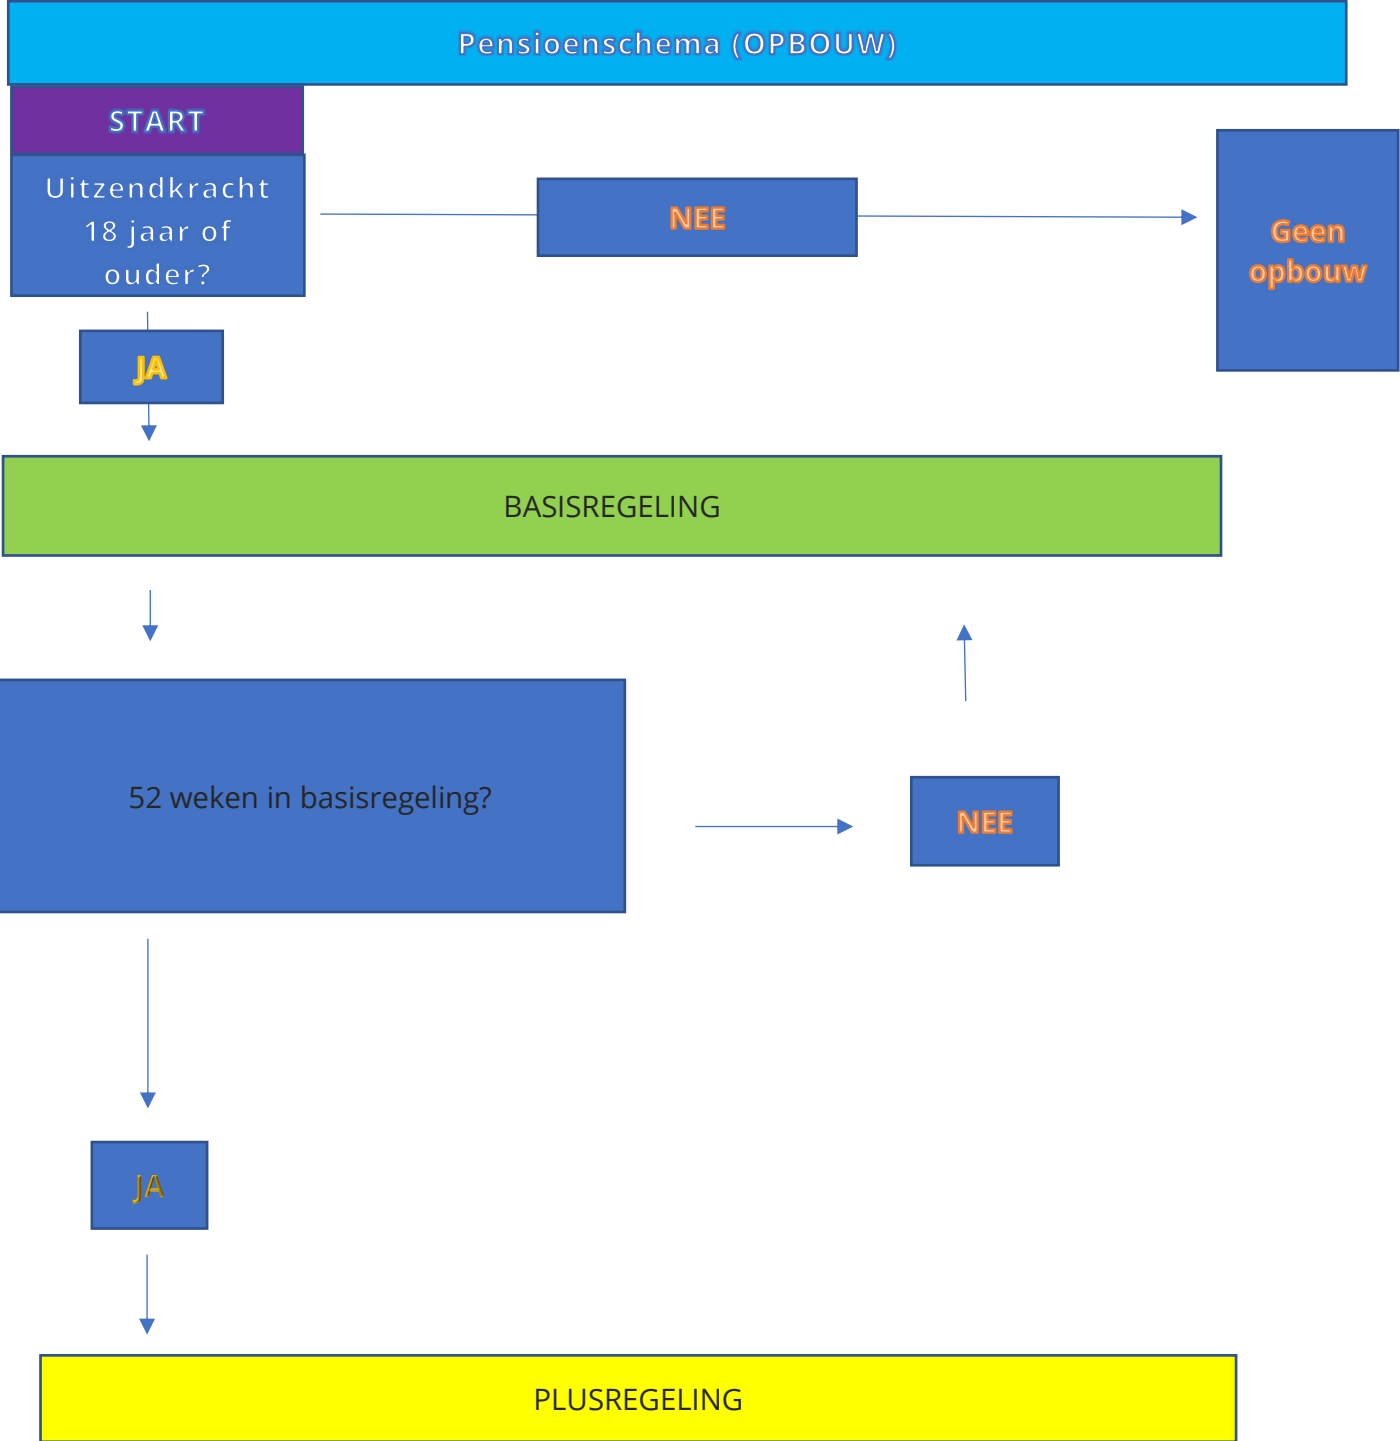 Pensioenschema (OPBOUW)
START
Uitzendkracht
18 jaar of
ouder?
NEE
Geen
opbouw
JA
BASISREGELING
52 weken in basisregeling?
NEE
JA
PLUSREGELING